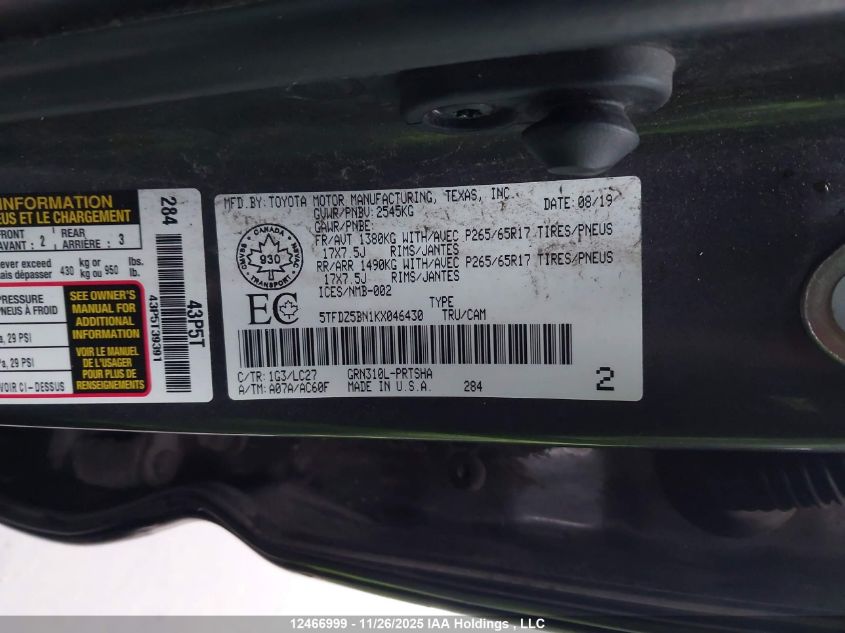 INFORMATION
EUS ET LE CHARGEMENT
FRONT
AVANT : 2
REAR
ARRIÈRE : 3
ever exceed
ais dépasser
430
kg or
kg ou
950
lbs.
lb.
PRESSURE
PNEUS À FROID
a, 29 PSI
Pa, 29 PSI
VOIR CI - DESSUS
SEE OWNER'S
MANUAL FOR
ADDITIONAL
INFORMATION
VOIR LE MANUEL
DE L'USAGER
POUR PLUS DE
RENSEIGNEMENTS
284
43P5T
43P5T39391
MFD.BY:TOYOTA MOTOR MANUFACTURING, TEXAS, INC. DATE: 08/19
GVWR/PNBV:2545KG
GAWR/PNBE:
FR/AVT 1380KG WITH/AVEC P265/65R17 TIRES/PNEUS
17X7.5J RIMS/JANTES
RR/ARR 1490KG WITH/AVEC P265/65R17 TIRES/PNEUS
17X7.5J RIMS/JANTES
ICES/NMB-002
CANADA
930
TRANSPORT
EC
TYPE
5TFDZ5BN1KX046430 TRU/CAM
C/TR: 1G3/LC27 GRN310L-PRTSHA
A/TM: A07A/AC60F MADE IN U.S.A. 284
2
12466999 - 11/26/2025 IAA Holdings, LLC